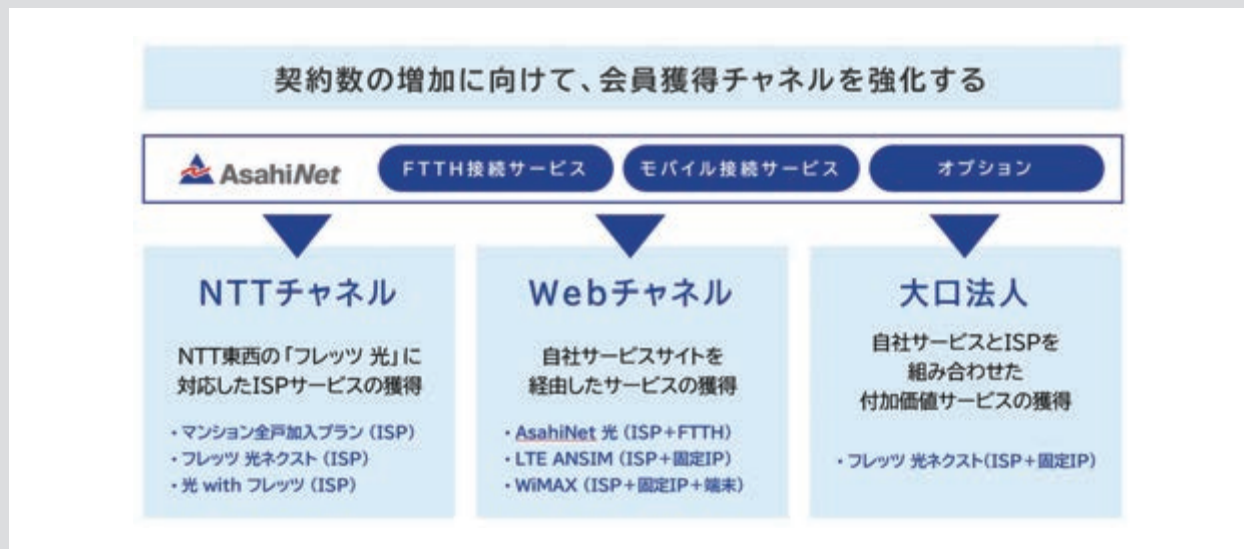 契約数の増加に向けて、会員獲得チャネルを強化する
AsahiNet
FTTH接続サービス
モバイル接続サービス
オプション
NTTチャネル
NTT東西の「フレッツ 光」に
対応したISPサービスの獲得
・マンション全戸加入プラン（ISP）
・フレッツ 光ネクスト（ISP）
・光 with フレッツ（ISP）
Webチャネル
自社サービスサイトを
経由したサービスの獲得
・AsahiNet 光（ISP＋FTTH）
・LTE ANSIM（ISP＋固定IP）
・WiMAX（ISP＋固定IP＋端末）
大口法人
自社サービスとISPを
組み合わせた
付加価値サービスの獲得
・フレッツ 光ネクスト（ISP＋固定IP）